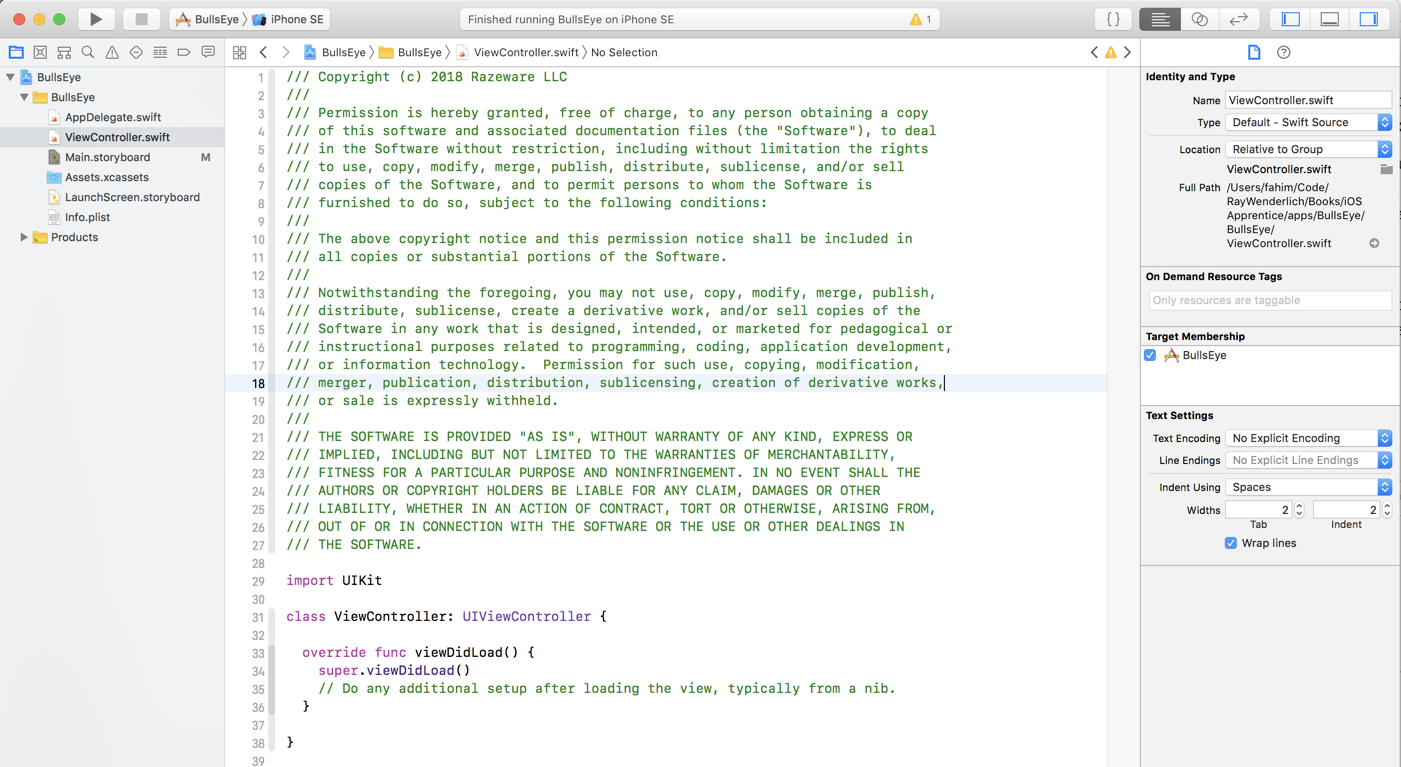 BullsEye iPhone SE
Finished running BullsEye on iPhone SE
1
{}
BullsEye
BullsEye
AppDelegate.swift
ViewController.swift
Main.storyboard M
Assets.xcassets
LaunchScreen.storyboard
Info.plist
Products
BullsEye BullsEye ViewController.swift No Selection
1 /// Copyright (c) 2018 Razeware LLC
2 ///
3 /// Permission is hereby granted, free of charge, to any person obtaining a copy
4 /// of this software and associated documentation files (the "Software"), to deal
5 /// in the Software without restriction, including without limitation the rights
6 /// to use, copy, modify, merge, publish, distribute, sublicense, and/or sell
7 /// copies of the Software, and to permit persons to whom the Software is
8 /// furnished to do so, subject to the following conditions:
9 ///
10 /// The above copyright notice and this permission notice shall be included in
11 /// all copies or substantial portions of the Software.
12 ///
13 /// Notwithstanding the foregoing, you may not use, copy, modify, merge, publish,
14 /// distribute, sublicense, create a derivative work, and/or sell copies of the
15 /// Software in any work that is designed, intended, or marketed for pedagogical or
16 /// instructional purposes related to programming, coding, application development,
17 /// or information technology.  Permission for such use, copying, modification,
18 /// merger, publication, distribution, sublicensing, creation of derivative works,
19 /// or sale is expressly withheld.
20 ///
21 /// THE SOFTWARE IS PROVIDED "AS IS", WITHOUT WARRANTY OF ANY KIND, EXPRESS OR
22 /// IMPLIED, INCLUDING BUT NOT LIMITED TO THE WARRANTIES OF MERCHANTABILITY,
23 /// FITNESS FOR A PARTICULAR PURPOSE AND NONINFRINGEMENT. IN NO EVENT SHALL THE
24 /// AUTHORS OR COPYRIGHT HOLDERS BE LIABLE FOR ANY CLAIM, DAMAGES OR OTHER
25 /// LIABILITY, WHETHER IN AN ACTION OF CONTRACT, TORT OR OTHERWISE, ARISING FROM,
26 /// OUT OF OR IN CONNECTION WITH THE SOFTWARE OR THE USE OR OTHER DEALINGS IN
27 /// THE SOFTWARE.
28
29 import UIKit
30
31 class ViewController: UIViewController {
32
33   override func viewDidLoad() {
34     super.viewDidLoad()
35     // Do any additional setup after loading the view, typically from a nib.
36   }
37
38 }
39
Identity and Type
Name ViewController.swift
Type Default - Swift Source
Location Relative to Group
ViewController.swift
Full Path /Users/fahim/Code/
RayWenderlich/Books/iOS
Apprentice/apps/BullsEye/
BullsEye/
ViewController.swift
On Demand Resource Tags
Only resources are taggable
Target Membership
BullsEye
Text Settings
Text Encoding No Explicit Encoding
Line Endings No Explicit Line Endings
Indent Using Spaces
Widths 2 2
Tab Indent
Wrap lines